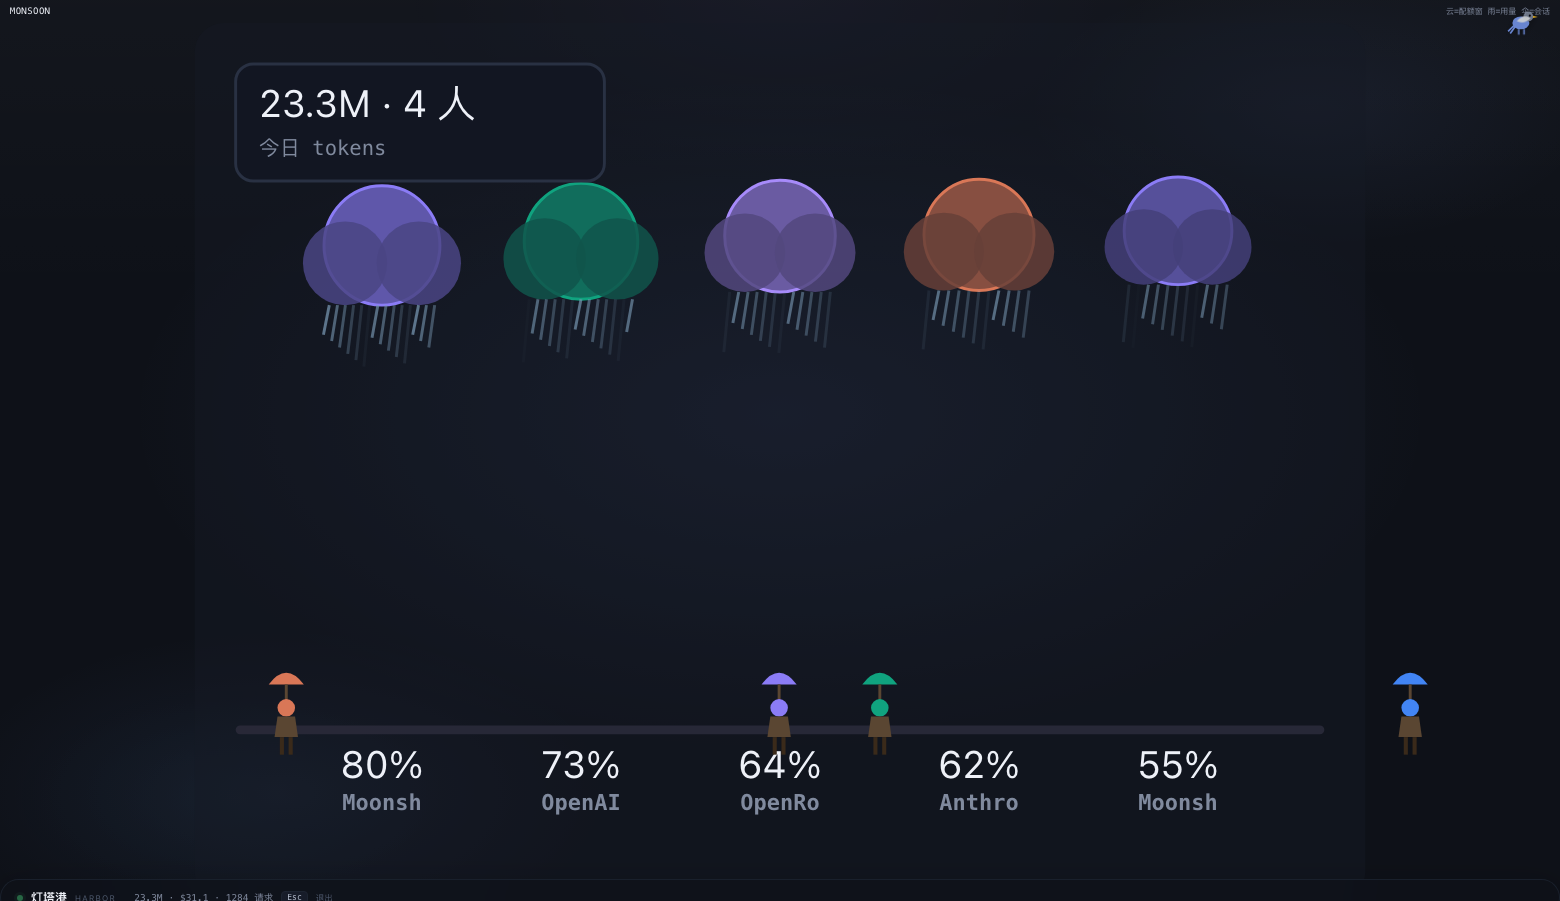 MONSOON
云=配额窗 雨=用量 伞=会话
23.3M · 4 人
今日 tokens
80% 73% 64% 62% 55%
Moonsh OpenAI OpenRo Anthro Moonsh
灯塔港 HARBOR 23.3M · $31.1 · 1284 请求 Esc 退出